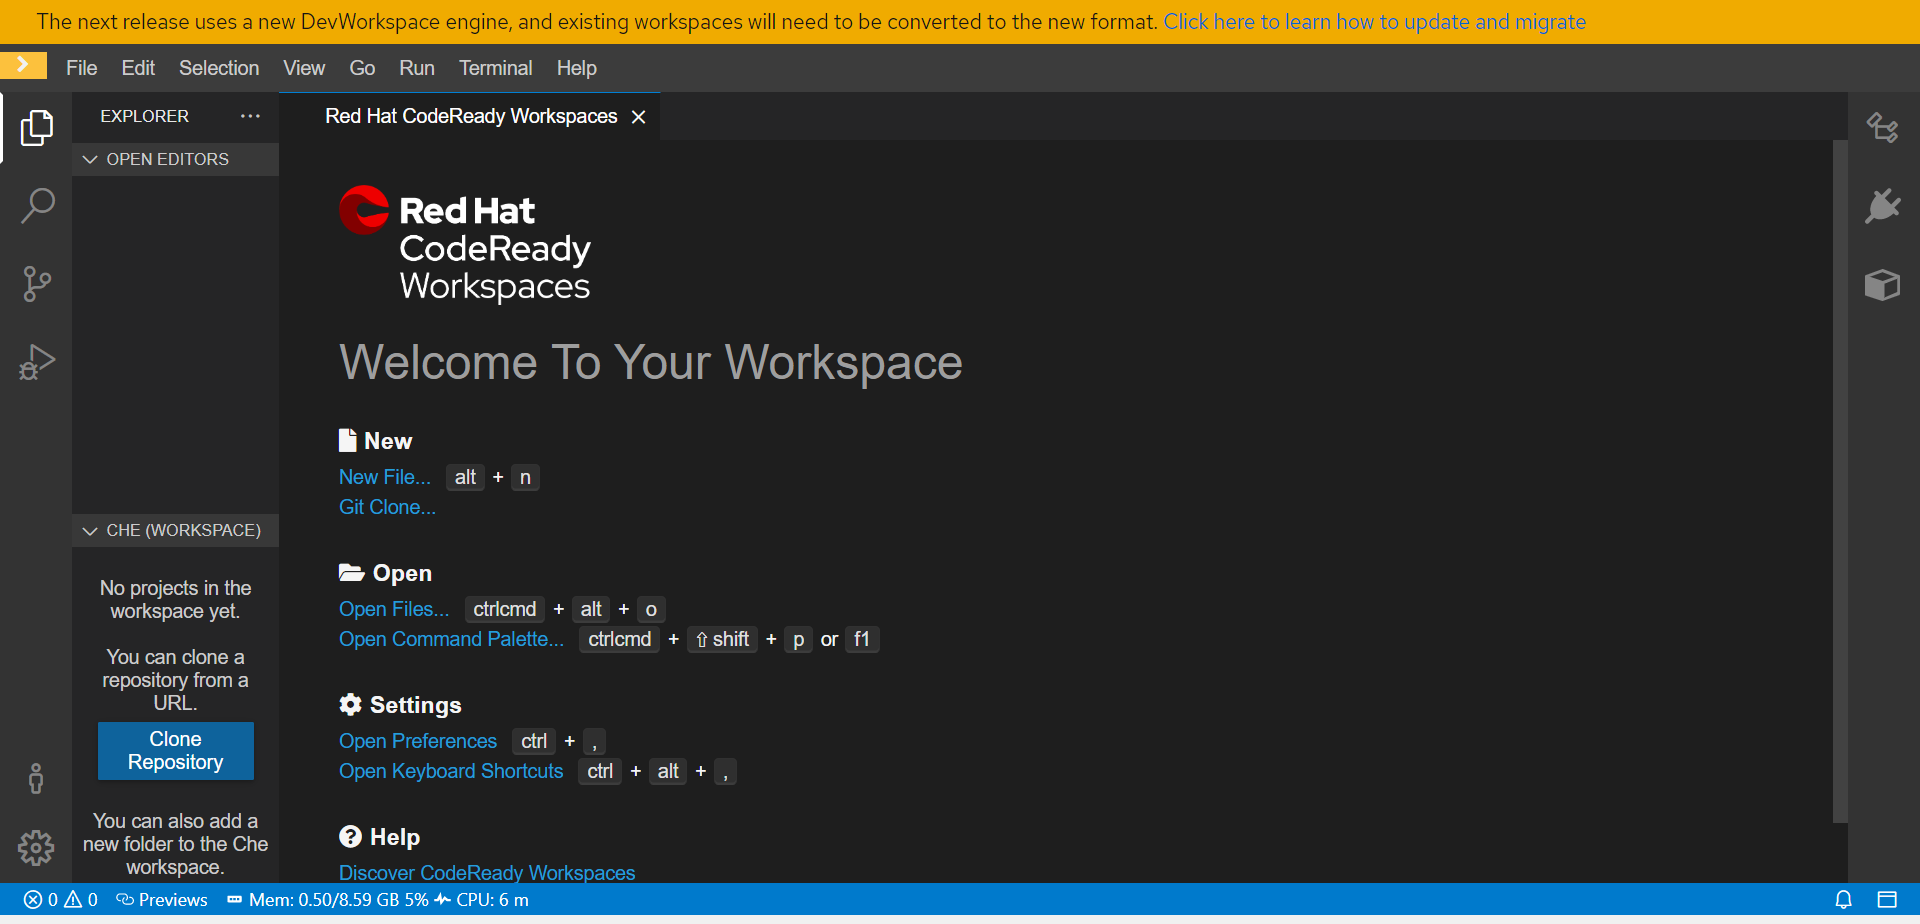 The next release uses a new DevWorkspace engine, and existing workspaces will need to be converted to the new format. Click here to learn how to update and migrate
File Edit Selection View Go Run Terminal Help
EXPLORER
OPEN EDITORS
CHE (WORKSPACE)
No projects in the
workspace yet.
You can clone a
repository from a
URL.
Clone
Repository
You can also add a
new folder to the Che
workspace.
Red Hat CodeReady Workspaces
Red Hat
CodeReady
Workspaces
Welcome To Your Workspace
New
New File... alt + n
Git Clone...
Open
Open Files... ctrlcmd + alt + o
Open Command Palette... ctrlcmd + ⇧ shift + p or f1
Settings
Open Preferences ctrl + ,
Open Keyboard Shortcuts ctrl + alt + ,
Help
Discover CodeReady Workspaces
0 0 Previews Mem: 0.50/8.59 GB 5% CPU: 6 m